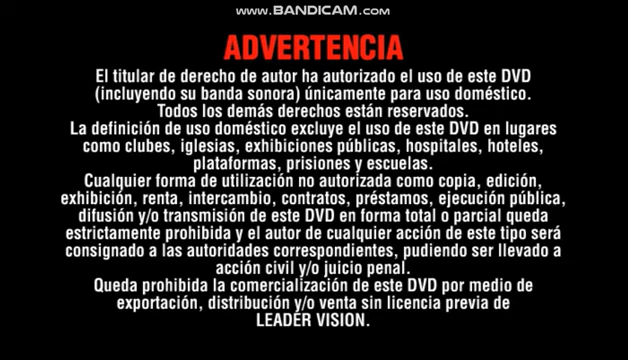 www.BANDICAM.com
ADVERTENCIA
El titular de derecho de autor ha autorizado el uso de este DVD
(incluyendo su banda sonora) únicamente para uso doméstico.
Todos los demás derechos están reservados.
La definición de uso doméstico excluye el uso de este DVD en lugares
como clubes, iglesias, exhibiciones públicas, hospitales, hoteles,
plataformas, prisiones y escuelas.
Cualquier forma de utilización no autorizada como copia, edición,
exhibición, renta, intercambio, contratos, préstamos, ejecución pública,
difusión y/o transmisión de este DVD en forma total o parcial queda
estrictamente prohibida y el autor de cualquier acción de este tipo será
consignado a las autoridades correspondientes, pudiendo ser llevado a
acción civil y/o juicio penal.
Queda prohibida la comercialización de este DVD por medio de
exportación, distribución y/o venta sin licencia previa de
LEADER VISION.